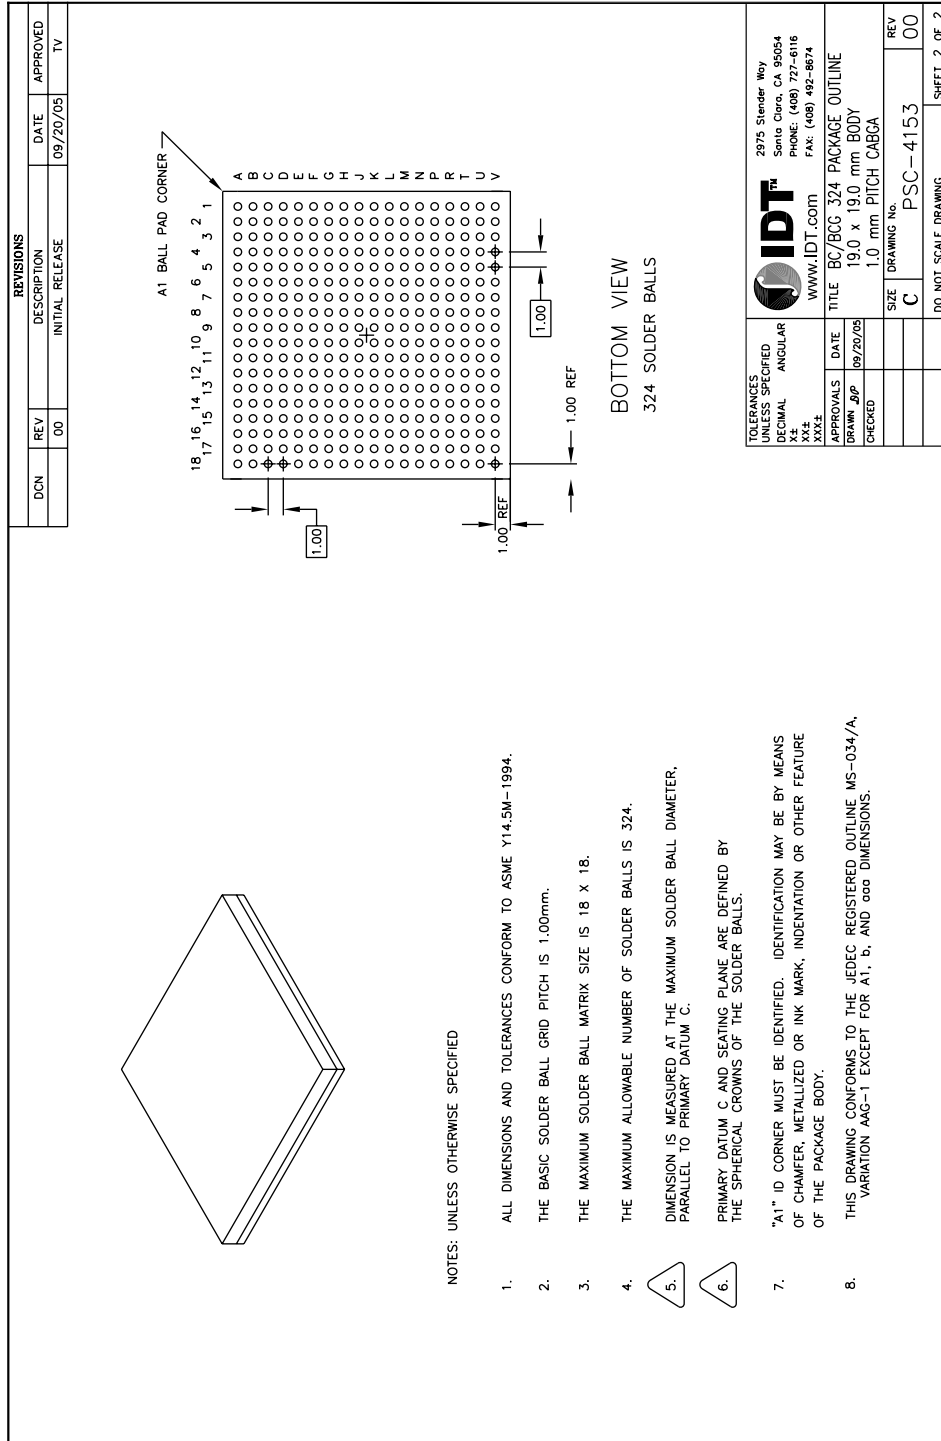 REVISIONS
DCN REV DESCRIPTION DATE APPROVED
00 INITIAL RELEASE 09/20/05 TV
A1 BALL PAD CORNER
18 17 16 15 14 13 12 11 10 9 8 7 6 5 4 3 2 1
A
B
C
D
E
F
G
H
J
K
L
M
N
P
R
T
U
V
1.00
1.00 REF
1.00
1.00 REF
BOTTOM VIEW
324 SOLDER BALLS
NOTES: UNLESS OTHERWISE SPECIFIED
1. ALL DIMENSIONS AND TOLERANCES CONFORM TO ASME Y14.5M-1994.
2. THE BASIC SOLDER BALL GRID PITCH IS 1.00mm.
3. THE MAXIMUM SOLDER BALL MATRIX SIZE IS 18 X 18.
4. THE MAXIMUM ALLOWABLE NUMBER OF SOLDER BALLS IS 324.
5. DIMENSION IS MEASURED AT THE MAXIMUM SOLDER BALL DIAMETER,
PARALLEL TO PRIMARY DATUM C.
6. PRIMARY DATUM C AND SEATING PLANE ARE DEFINED BY
THE SPHERICAL CROWNS OF THE SOLDER BALLS.
7. "A1" ID CORNER MUST BE IDENTIFIED. IDENTIFICATION MAY BE BY MEANS
OF CHAMFER, METALLIZED OR INK MARK, INDENTATION OR OTHER FEATURE
OF THE PACKAGE BODY.
8. THIS DRAWING CONFORMS TO THE JEDEC REGISTERED OUTLINE MS-034/A,
VARIATION AAG-1 EXCEPT FOR A1, b, AND aaa DIMENSIONS.
TOLERANCES
UNLESS SPECIFIED
DECIMAL ANGULAR
X±
XX±
XXX±
APPROVALS DATE
DRAWN 09/20/05
CHECKED
IDT™
www.IDT.com
2975 Stender Way
Santa Clara, CA 95054
PHONE: (408) 727-6116
FAX: (408) 492-8674
TITLE BC/BCG 324 PACKAGE OUTLINE
19.0 x 19.0 mm BODY
1.0 mm PITCH CABGA
SIZE DRAWING No. REV
C PSC-4153 00
DO NOT SCALE DRAWING SHEET 2 OF 2